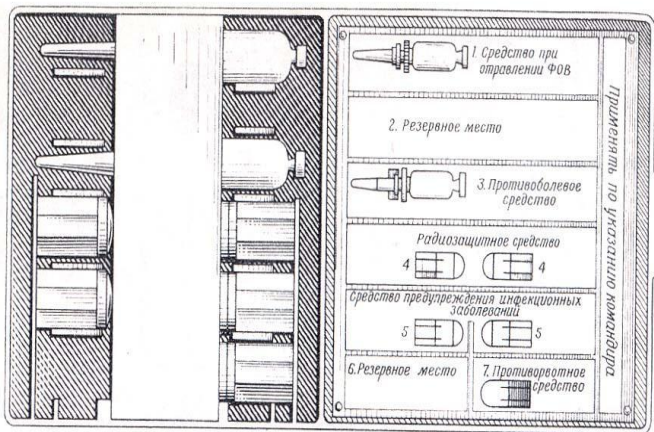 1. Средство при
отравлении ФОВ
2. Резервное место
3. Противоболевое
средство
Радиозащитное средство
4 4
Средство предупреждения инфекционных
заболеваний
5 5
6. Резервное место
7. Противорвотное
средство
Применять по указанию командира